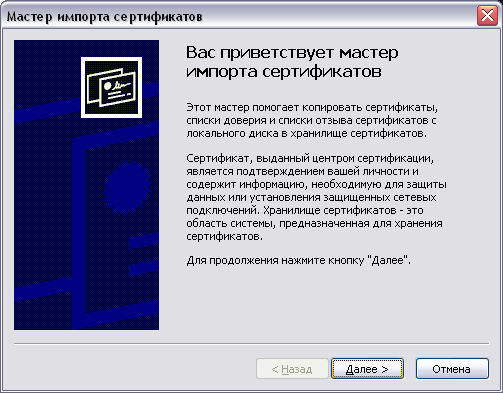 Мастер импорта сертификатов
Вас приветствует мастер
импорта сертификатов
Этот мастер помогает копировать сертификаты,
списки доверия и списки отзыва сертификатов с
локального диска в хранилище сертификатов.
Сертификат, выданный центром сертификации,
является подтверждением вашей личности и
содержит информацию, необходимую для защиты
данных или установления защищенных сетевых
подключений. Хранилище сертификатов - это
область системы, предназначенная для хранения
сертификатов.
Для продолжения нажмите кнопку "Далее".
< Назад
Далее >
Отмена